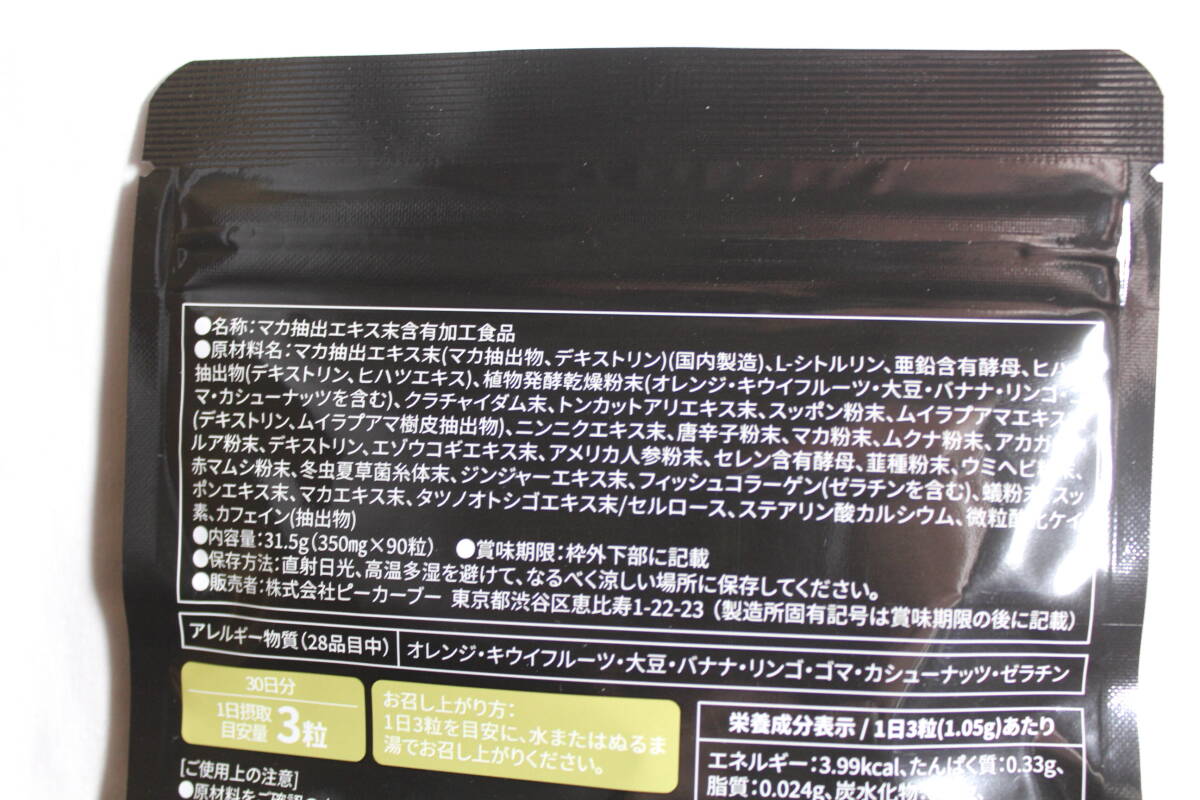 ●名称：マカ抽出エキス末含有加工食品
●原材料名：マカ抽出エキス末(マカ抽出物、デキストリン)(国内製造)、L-シトルリン、亜鉛含有酵母、ヒハ
抽出物(デキストリン、ヒハツエキス)、植物発酵乾燥粉末(オレンジ・キウイフルーツ・大豆・バナナ・リンゴ・
マ・カシューナッツを含む)、クラチャイダム末、トンカットアリエキス末、スッポン粉末、ムイラプアマエキス
(デキストリン、ムイラプアマ樹皮抽出物)、ニンニクエキス末、唐辛子粉末、マカ粉末、ムクナ粉末、アカガ
ルア粉末、デキストリン、エゾウコギエキス末、アメリカ人参粉末、セレン含有酵母、韮種粉末、ウミヘビ粉末、
赤マムシ粉末、冬虫夏草菌糸体末、ジンジャーエキス末、フィッシュコラーゲン(ゼラチンを含む)、蟻粉末、スッ
ポンエキス末、マカエキス末、タツノオトシゴエキス末/セルロース、ステアリン酸カルシウム、微粒酸化ケイ
素、カフェイン(抽出物)
●内容量：31.5g(350mg×90粒) ●賞味期限：枠外下部に記載
●保存方法：直射日光、高温多湿を避けて、なるべく涼しい場所に保存してください。
●販売者：株式会社ピーカーブー 東京都渋谷区恵比寿1-22-23 (製造所固有記号は賞味期限の後に記載)
アレルギー物質(28品目中) オレンジ・キウイフルーツ・大豆・バナナ・リンゴ・ゴマ・カシューナッツ・ゼラチン
30日分
1日摂取
目安量 3粒
お召し上がり方：
1日3粒を目安に、水またはぬるま
湯でお召し上がりください。
栄養成分表示 / 1日3粒(1.05g)あたり
エネルギー：3.99kcal、たんぱく質：0.33g、
脂質：0.024g、炭水化物
[ご使用上の注意]
●原材料をご確認の